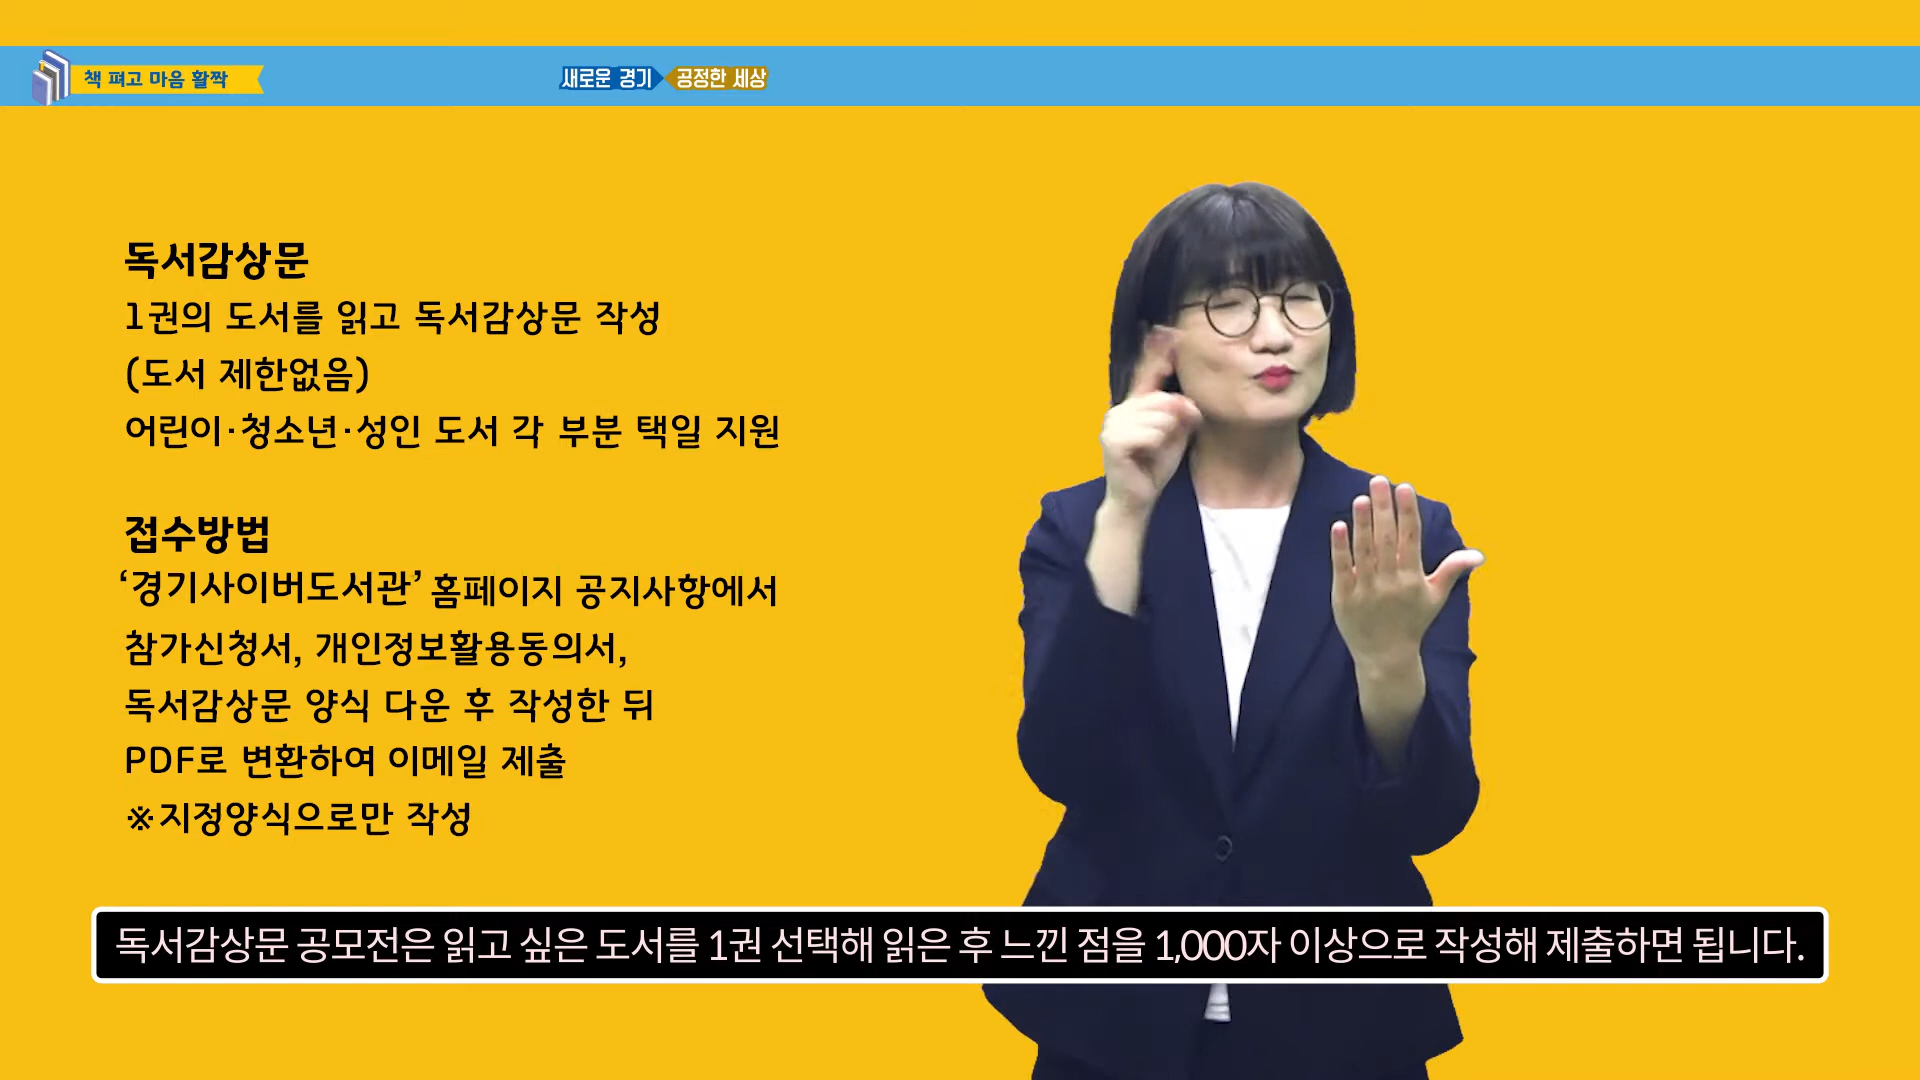 책 펴고 마음 활짝
새로운 경기 공정한 세상
독서감상문
1권의 도서를 읽고 독서감상문 작성
(도서 제한없음)
어린이·청소년·성인 도서 각 부분 택일 지원
접수방법
‘경기사이버도서관’ 홈페이지 공지사항에서
참가신청서, 개인정보활용동의서,
독서감상문 양식 다운 후 작성한 뒤
PDF로 변환하여 이메일 제출
※지정양식으로만 작성
독서감상문 공모전은 읽고 싶은 도서를 1권 선택해 읽은 후 느낀 점을 1,000자 이상으로 작성해 제출하면 됩니다.